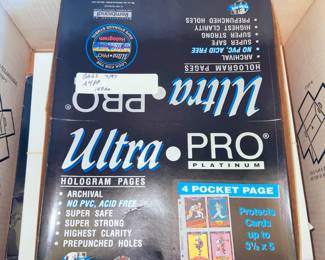 PREPUNCHED HOLES
HIGHEST CLARITY
SUPER STRONG
SUPER SAFE
NO PVC, ACID FREE
ARCHIVAL
HOLOGRAM PAGES
Hologram
Ultra•PRO
Ultra•PRO®
PLATINUM
HOLOGRAM PAGES
• ARCHIVAL
• NO PVC, ACID FREE
• SUPER SAFE
• SUPER STRONG
• HIGHEST CLARITY
• PREPUNCHED HOLES
4 POCKET PAGE
Protects
Cards
up to
3½ x 5